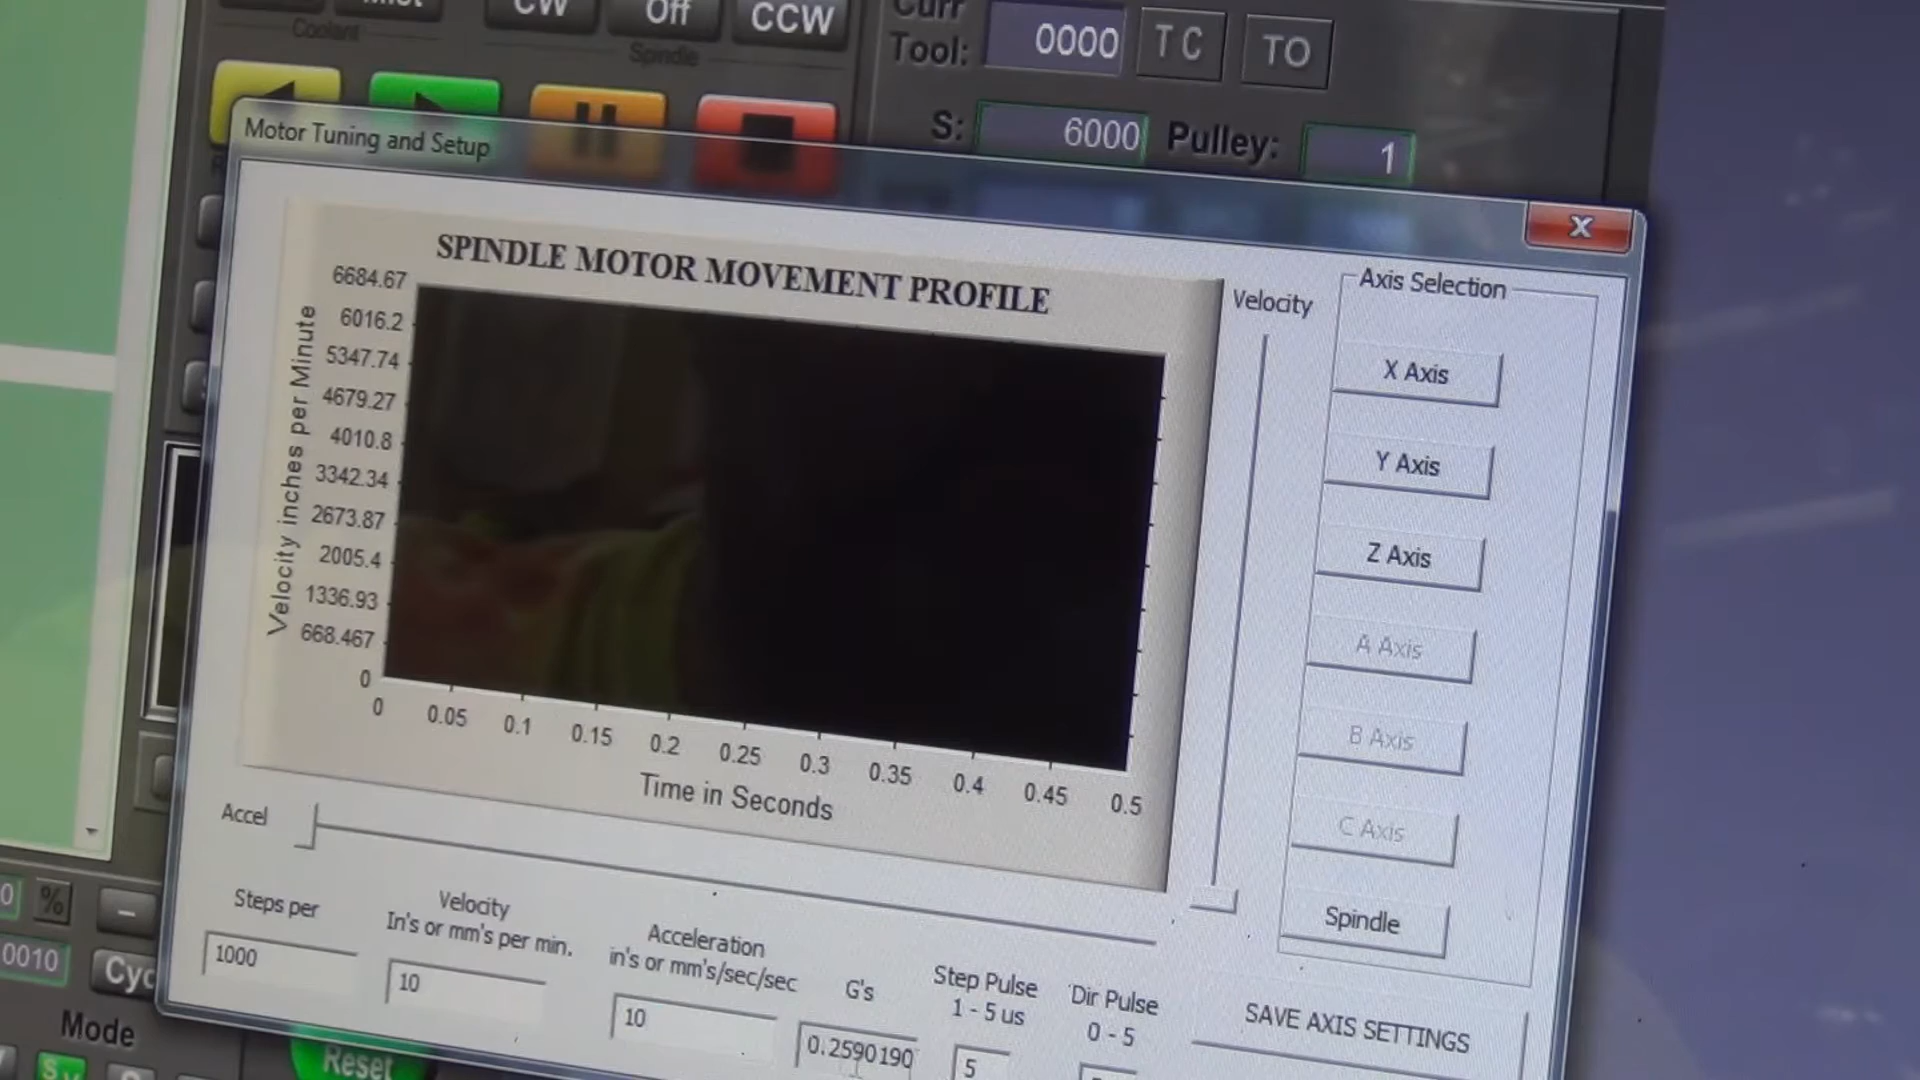 CW
Off
CCW
Coolant
Spindle
Curr
Tool:
0000
TC
TO
S:
6000
Pulley:
1
Motor Tuning and Setup
X
SPINDLE MOTOR MOVEMENT PROFILE
Velocity inches per Minute
6684.67
6016.2
5347.74
4679.27
4010.8
3342.34
2673.87
2005.4
1336.93
668.467
0
0
0.05
0.1
0.15
0.2
0.25
0.3
0.35
0.4
0.45
0.5
Time in Seconds
Velocity
Axis Selection
X Axis
Y Axis
Z Axis
A Axis
B Axis
C Axis
Spindle
Accel
Steps per
1000
Velocity
In's or mm's per min.
10
Acceleration
in's or mm's/sec/sec
10
G's
0.2590190
Step Pulse
1 - 5 us
5
Dir Pulse
0 - 5
SAVE AXIS SETTINGS
0
%
0010
Cyc
Mode
Reset